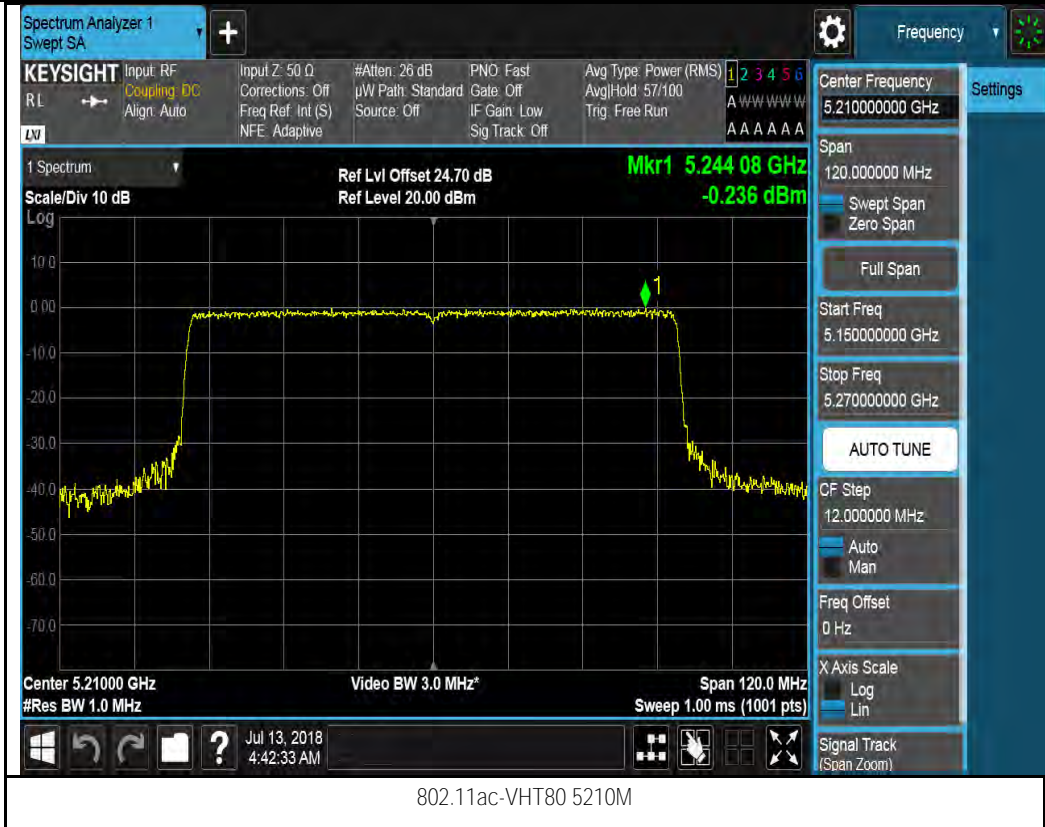 Spectrum Analyzer 1
Swept SA
Frequency
KEYSIGHT
R L
LXI
Input: RF
Coupling: DC
Align: Auto
Input Z: 50 Ω
Corrections: Off
Freq Ref: Int (S)
NFE: Adaptive
#Atten: 26 dB
µW Path: Standard
Source: Off
PNO: Fast
Gate: Off
IF Gain: Low
Sig Track: Off
Avg Type: Power (RMS)
Avg|Hold: 57/100
Trig: Free Run
1 2 3 4 5 6
A W W W W W
A A A A A A
1 Spectrum
Scale/Div 10 dB
Log
Ref Lvl Offset 24.70 dB
Ref Level 20.00 dBm
Mkr1 5.244 08 GHz
-0.236 dBm
10.0
0.00
-10.0
-20.0
-30.0
-40.0
-50.0
-60.0
-70.0
1
Center 5.21000 GHz
#Res BW 1.0 MHz
Video BW 3.0 MHz*
Span 120.0 MHz
Sweep 1.00 ms (1001 pts)
Jul 13, 2018
4:42:33 AM
Center Frequency
5.210000000 GHz
Settings
Span
120.000000 MHz
Swept Span
Zero Span
Full Span
Start Freq
5.150000000 GHz
Stop Freq
5.270000000 GHz
AUTO TUNE
CF Step
12.000000 MHz
Auto
Man
Freq Offset
0 Hz
X Axis Scale
Log
Lin
Signal Track
(Span Zoom)
802.11ac-VHT80 5210M